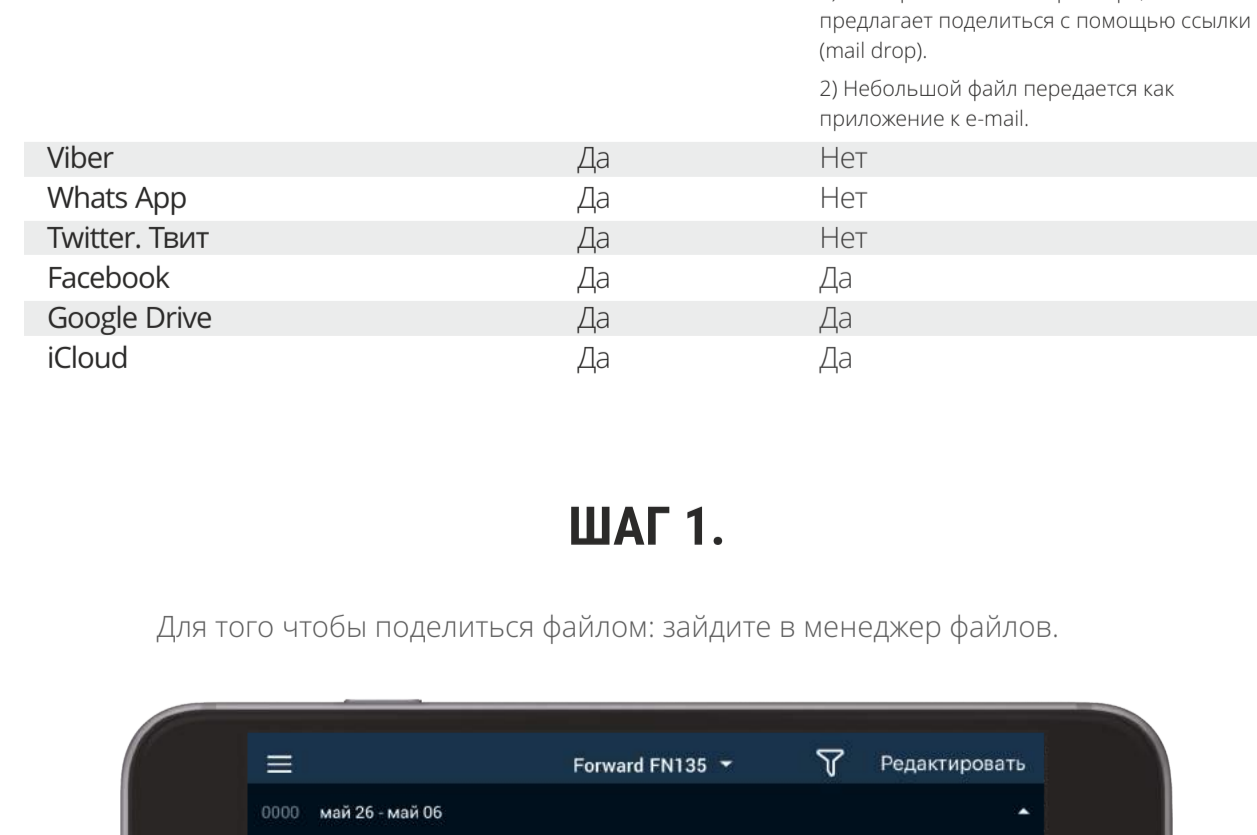 предлагает поделиться с помощью ссылки
(mail drop).
2) Небольшой файл передается как
приложение к e-mail.
Viber Да Нет
Whats App Да Нет
Twitter. Твит Да Нет
Facebook Да Да
Google Drive Да Да
iCloud Да Да
ШАГ 1.
Для того чтобы поделиться файлом: зайдите в менеджер файлов.
Forward FN135 Редактировать
0000 май 26 - май 06